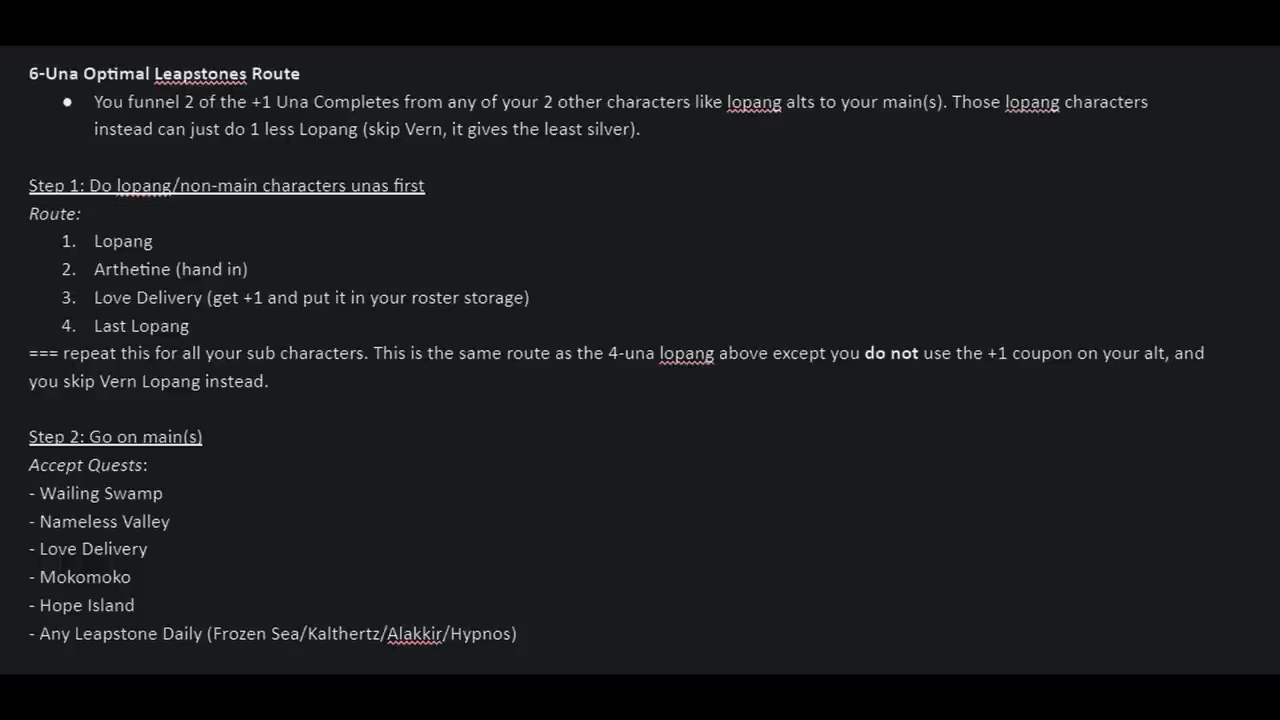 6-Una Optimal Leapstones Route
● You funnel 2 of the +1 Una Completes from any of your 2 other characters like lopang alts to your main(s). Those lopang characters
instead can just do 1 less Lopang (skip Vern, it gives the least silver).
Step 1: Do lopang/non-main characters unas first
Route:
1. Lopang
2. Arthetine (hand in)
3. Love Delivery (get +1 and put it in your roster storage)
4. Last Lopang
=== repeat this for all your sub characters. This is the same route as the 4-una lopang above except you do not use the +1 coupon on your alt, and
you skip Vern Lopang instead.
Step 2: Go on main(s)
Accept Quests:
- Wailing Swamp
- Nameless Valley
- Love Delivery
- Mokomoko
- Hope Island
- Any Leapstone Daily (Frozen Sea/Kalthertz/Alakkir/Hypnos)